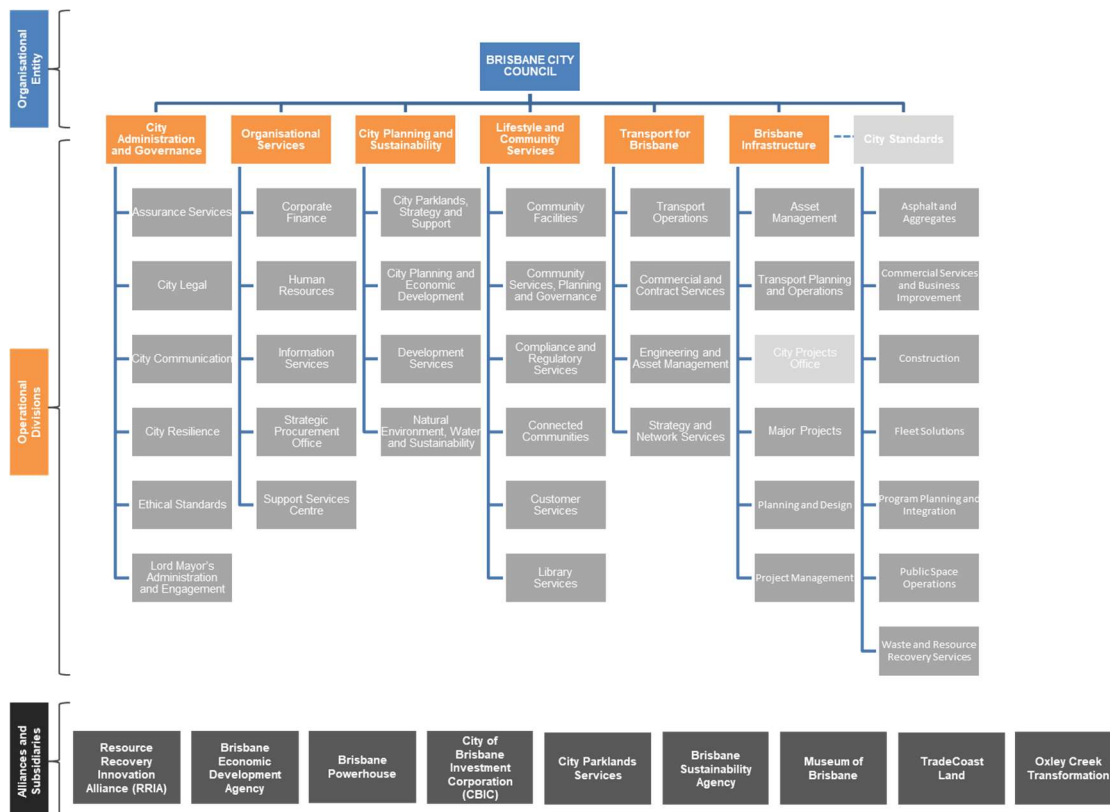 Organisational
Entity
BRISBANE CITY
COUNCIL
City
Administration
and Governance
Organisational
Services
City Planning and
Sustainability
Lifestyle and
Community
Services
Transport for
Brisbane
Brisbane
Infrastructure
City Standards
Operational
Divisions
Assurance Services
City Legal
City Communication
City Resilience
Ethical Standards
Lord Mayor's
Administration
and Engagement
Corporate
Finance
Human
Resources
Information
Services
Strategic
Procurement
Office
Support Services
Centre
City Parklands,
Strategy and
Support
City Planning and
Economic
Development
Development
Services
Natural
Environment, Water
and Sustainability
Community
Facilities
Community
Services, Planning
and Governance
Compliance and
Regulatory
Services
Connected
Communities
Customer
Services
Library
Services
Transport
Operations
Commercial and
Contract Services
Engineering and
Asset Management
Strategy and
Network Services
Asset
Management
Transport Planning
and Operations
City Projects
Office
Major Projects
Planning and Design
Project Management
Asphalt and
Aggregates
Commercial Services
and Business
Improvement
Construction
Fleet Solutions
Program Planning and
Integration
Public Space
Operations
Waste and Resource
Recovery Services
Alliances and
Subsidiaries
Resource
Recovery
Innovation
Alliance (RRIA)
Brisbane
Economic
Development
Agency
Brisbane
Powerhouse
City of
Brisbane
Investment
Corporation
(CBIC)
City Parklands
Services
Brisbane
Sustainability
Agency
Museum of
Brisbane
TradeCoast
Land
Oxley Creek
Transformation